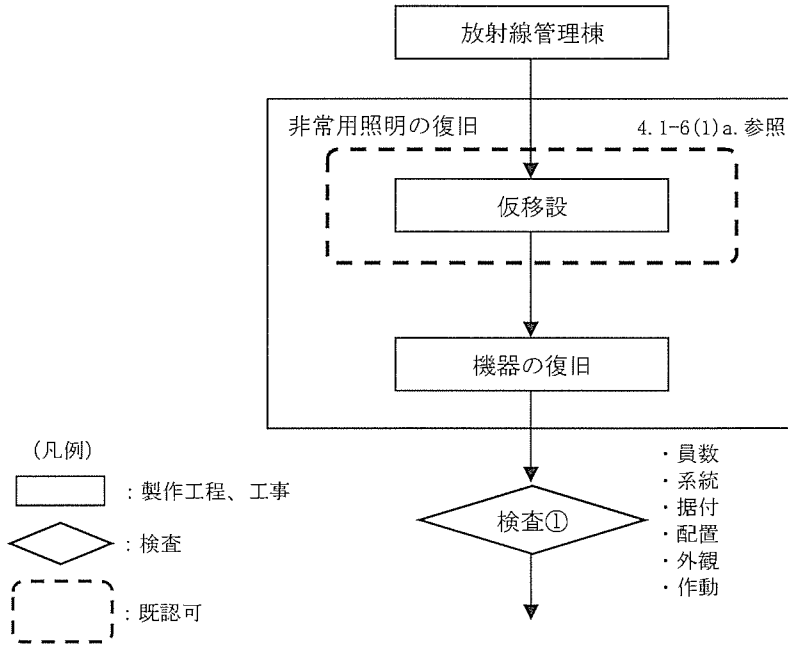 放射線管理棟
非常用照明の復旧
4.1-6(1)a.参照
仮移設
機器の復旧
検査①
・員数
・系統
・据付
・配置
・外観
・作動
(凡例)
：製作工程、工事
：検査
：既認可